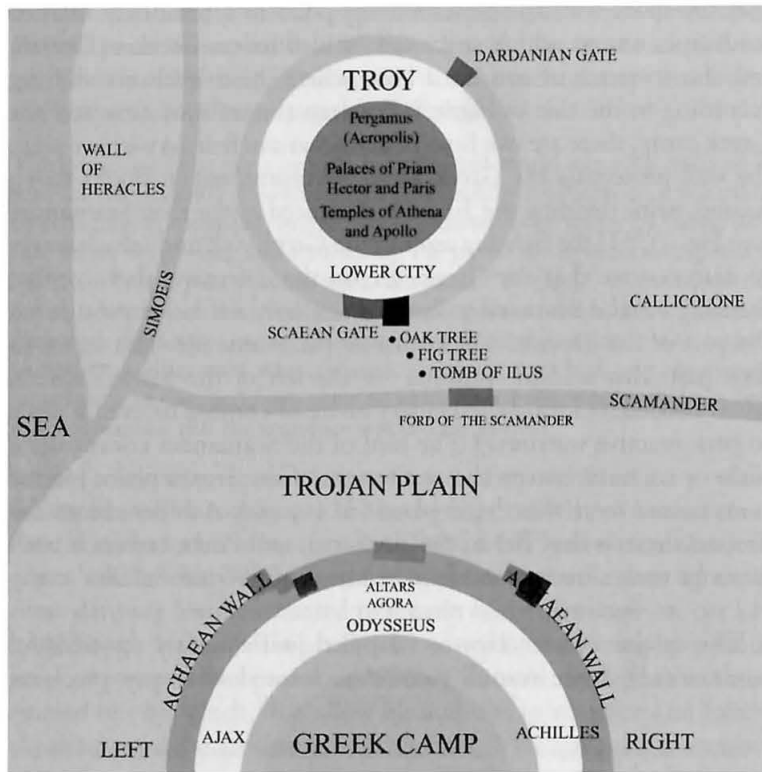 DARDANIAN GATE
TROY
Pergamus
(Acropolis)
Palaces of Priam
Hector and Paris
Temples of Athena
and Apollo
WALL
OF
HERACLES
LOWER CITY
SIMOEIS
CALLICOLONE
SCAEAN GATE
• OAK TREE
• FIG TREE
• TOMB OF ILUS
SCAMANDER
FORD OF THE SCAMANDER
SEA
TROJAN PLAIN
ACHAEAN WALL
ALTARS
AGORA
ODYSSEUS
AJAX
GREEK CAMP
ACHILLES
LEFT
RIGHT